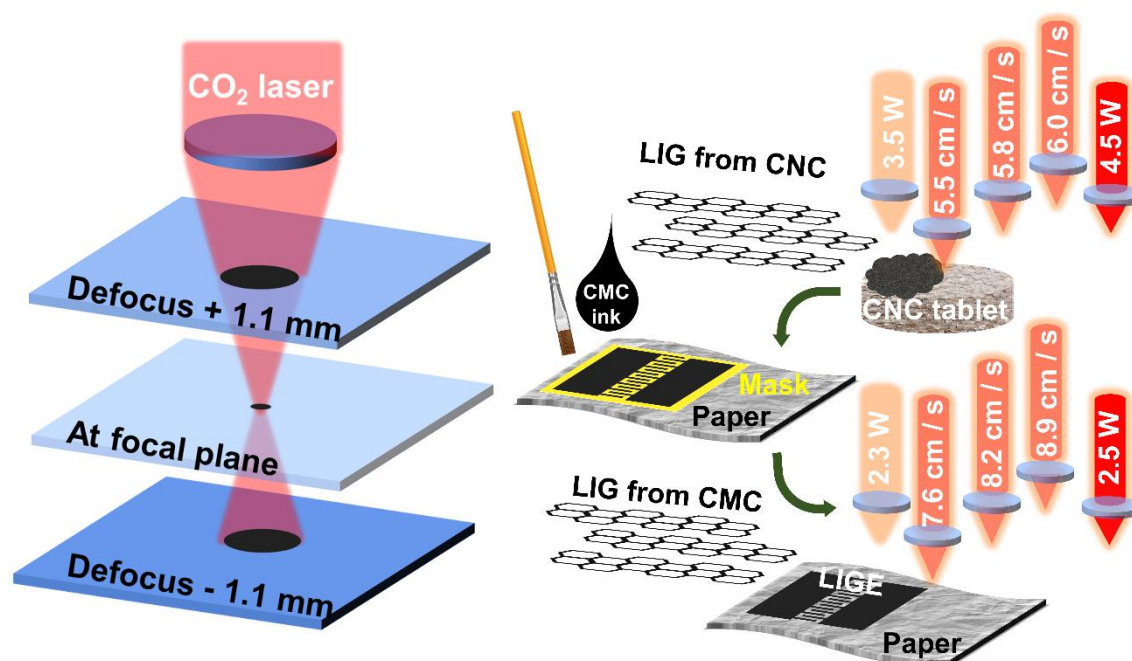 CO₂ laser
Defocus + 1.1 mm
At focal plane
Defocus - 1.1 mm
LIG from CNC
CMC
ink
Mask
Paper
3.5 W
5.5 cm / s
5.8 cm / s
6.0 cm / s
4.5 W
CNC tablet
LIG from CMC
2.3 W
7.6 cm / s
8.2 cm / s
8.9 cm / s
2.5 W
LIGE
Paper